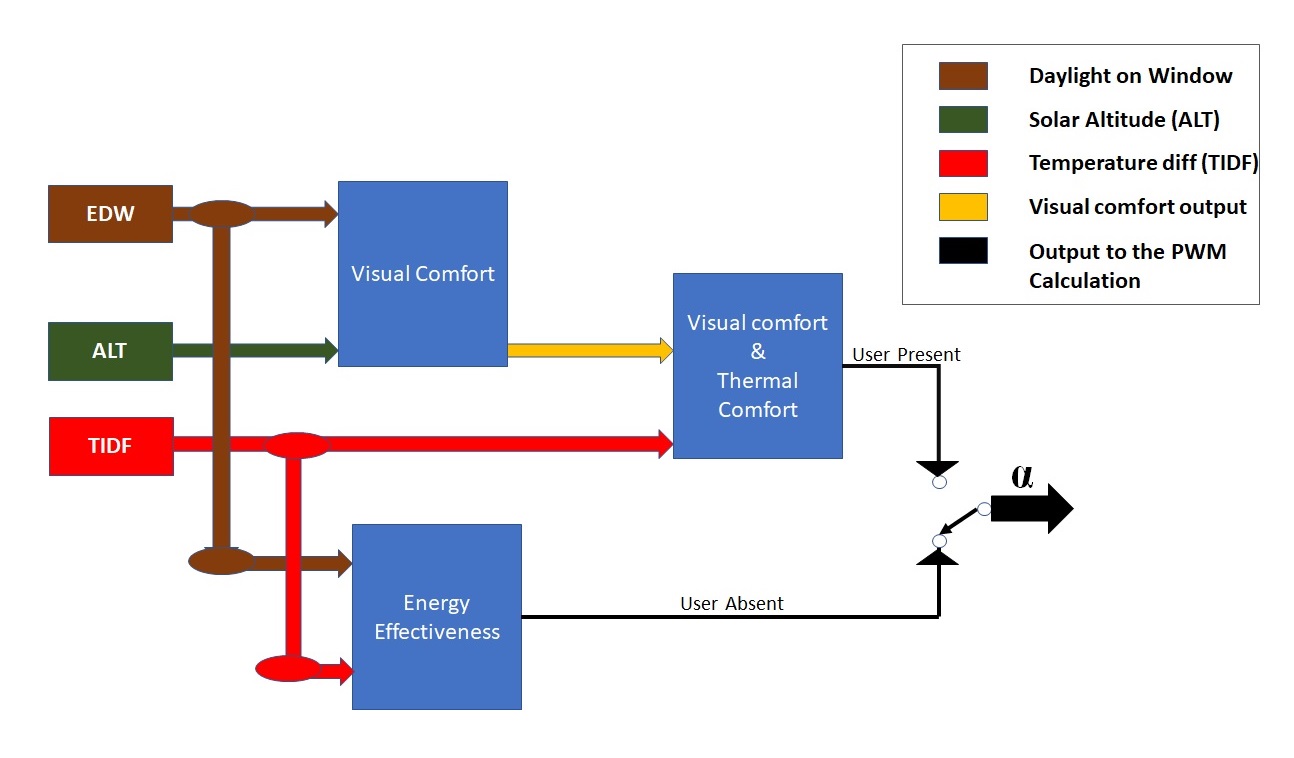 Daylight on Window
Solar Altitude (ALT)
Temperature diff (TIDF)
Visual comfort output
Output to the PWM
Calculation
EDW
ALT
TIDF
Visual Comfort
Visual comfort
&
Thermal
Comfort
User Present
α
Energy
Effectiveness
User Absent